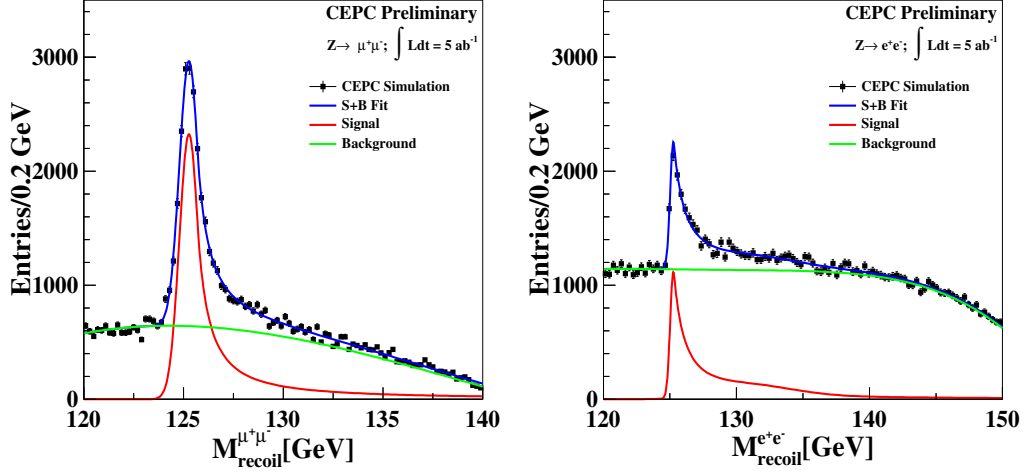 CEPC Preliminary
Z→ μ⁺μ⁻; ∫ Ldt = 5 ab⁻¹
CEPC Simulation
S+B Fit
Signal
Background
Entries/0.2 GeV
3000
2000
1000
0
120 125 130 135 140
M_recoil^μ⁺μ⁻ [GeV]
CEPC Preliminary
Z→ e⁺e⁻; ∫ Ldt = 5 ab⁻¹
CEPC Simulation
S+B Fit
Signal
Background
Entries/0.2 GeV
3000
2000
1000
0
120 130 140 150
M_recoil^e⁺e⁻ [GeV]